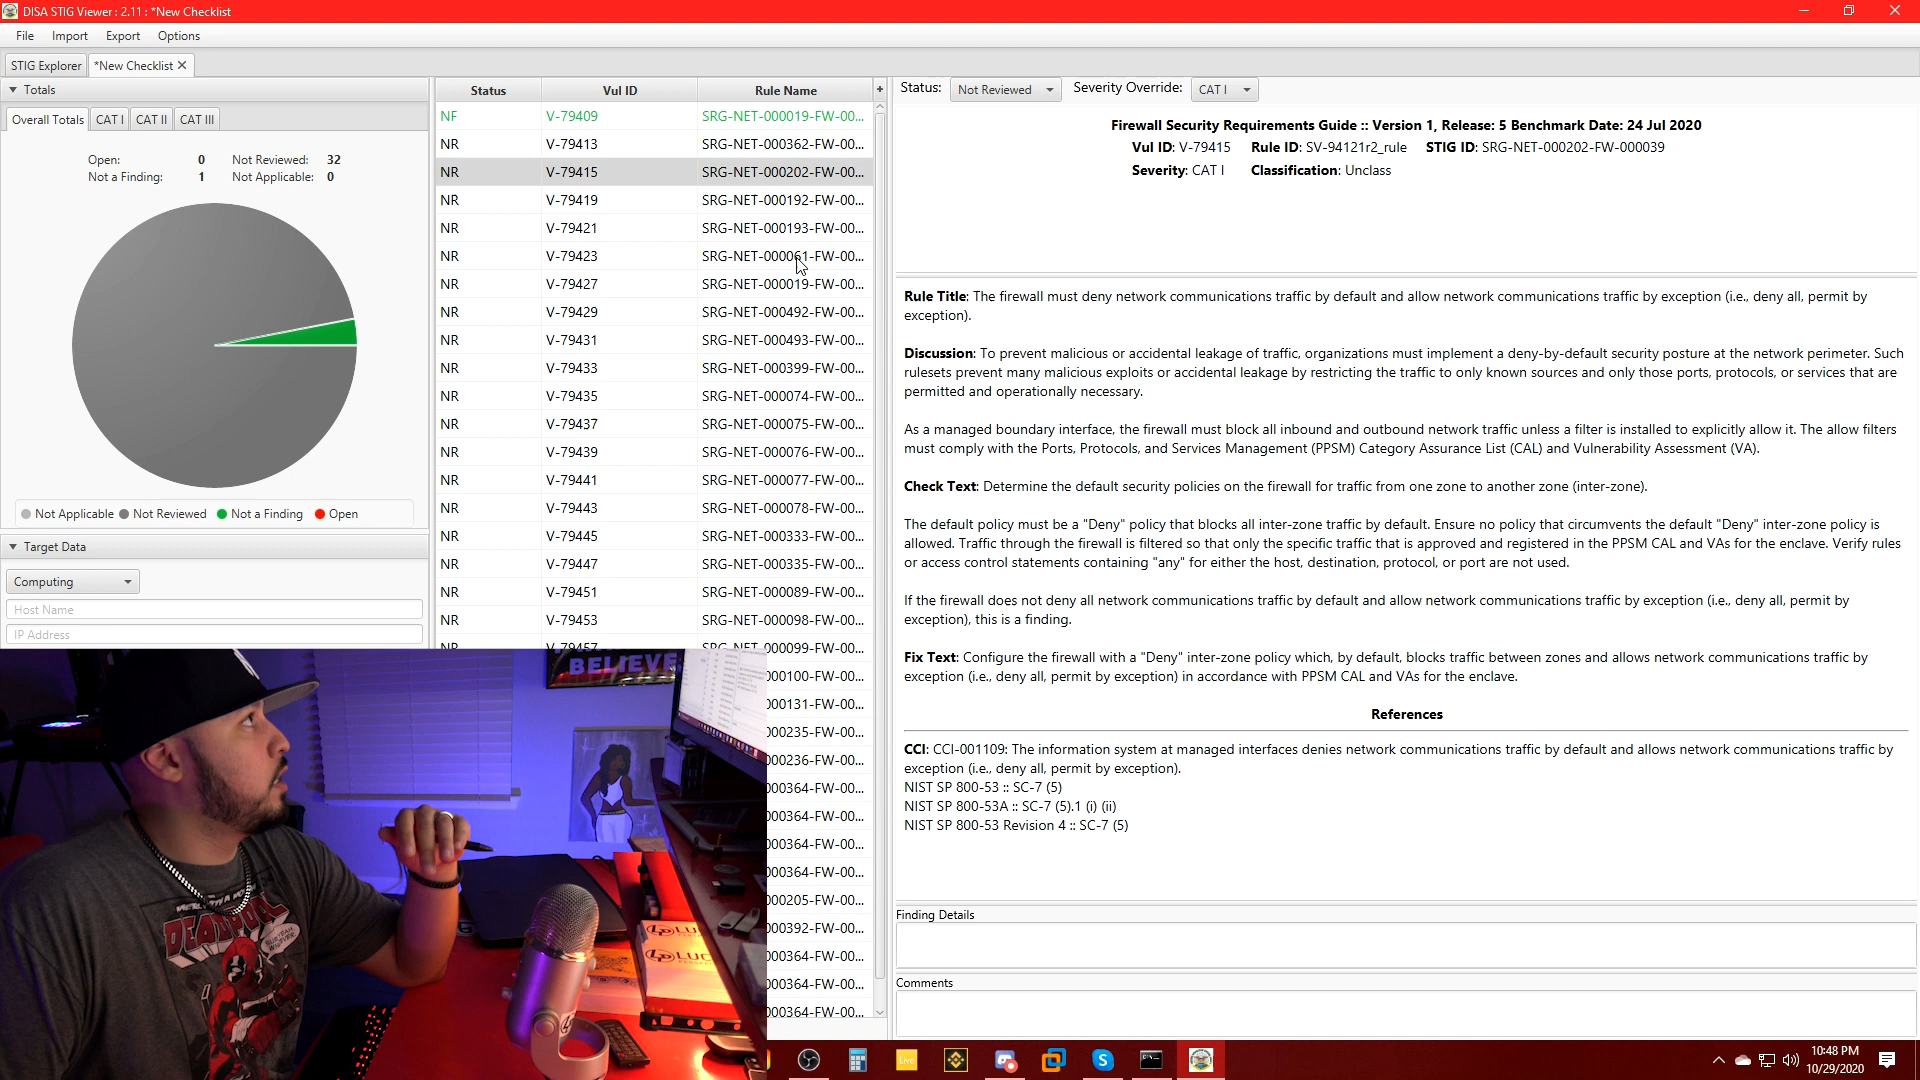 DISA STIG Viewer : 2.11 : *New Checklist
File Import Export Options
STIG Explorer *New Checklist
Totals
Overall Totals CAT I CAT II CAT III
Open: 0 Not Reviewed: 32
Not a Finding: 1 Not Applicable: 0
Not Applicable Not Reviewed Not a Finding Open
Target Data
Computing
Host Name
IP Address
Status Vul ID Rule Name +
NF V-79409 SRG-NET-000019-FW-00...
NR V-79413 SRG-NET-000362-FW-00...
NR V-79415 SRG-NET-000202-FW-00...
NR V-79419 SRG-NET-000192-FW-00...
NR V-79421 SRG-NET-000193-FW-00...
NR V-79423 SRG-NET-000061-FW-00...
NR V-79427 SRG-NET-000019-FW-00...
NR V-79429 SRG-NET-000492-FW-00...
NR V-79431 SRG-NET-000493-FW-00...
NR V-79433 SRG-NET-000399-FW-00...
NR V-79435 SRG-NET-000074-FW-00...
NR V-79437 SRG-NET-000075-FW-00...
NR V-79439 SRG-NET-000076-FW-00...
NR V-79441 SRG-NET-000077-FW-00...
NR V-79443 SRG-NET-000078-FW-00...
NR V-79445 SRG-NET-000333-FW-00...
NR V-79447 SRG-NET-000335-FW-00...
NR V-79451 SRG-NET-000089-FW-00...
NR V-79453 SRG-NET-000098-FW-00...
NR V-79457 SRG-NET-000099-FW-00...
000100-FW-00...
000131-FW-00...
000235-FW-00...
000236-FW-00...
000364-FW-00...
000364-FW-00...
000364-FW-00...
000364-FW-00...
000205-FW-00...
000392-FW-00...
000364-FW-00...
000364-FW-00...
000364-FW-00...
Status: Not Reviewed Severity Override: CAT I
Firewall Security Requirements Guide :: Version 1, Release: 5 Benchmark Date: 24 Jul 2020
Vul ID: V-79415 Rule ID: SV-94121r2_rule STIG ID: SRG-NET-000202-FW-000039
Severity: CAT I Classification: Unclass
Rule Title: The firewall must deny network communications traffic by default and allow network communications traffic by exception (i.e., deny all, permit by
exception).
Discussion: To prevent malicious or accidental leakage of traffic, organizations must implement a deny-by-default security posture at the network perimeter. Such
rulesets prevent many malicious exploits or accidental leakage by restricting the traffic to only known sources and only those ports, protocols, or services that are
permitted and operationally necessary.
As a managed boundary interface, the firewall must block all inbound and outbound network traffic unless a filter is installed to explicitly allow it. The allow filters
must comply with the Ports, Protocols, and Services Management (PPSM) Category Assurance List (CAL) and Vulnerability Assessment (VA).
Check Text: Determine the default security policies on the firewall for traffic from one zone to another zone (inter-zone).
The default policy must be a "Deny" policy that blocks all inter-zone traffic by default. Ensure no policy that circumvents the default "Deny" inter-zone policy is
allowed. Traffic through the firewall is filtered so that only the specific traffic that is approved and registered in the PPSM CAL and VAs for the enclave. Verify rules
or access control statements containing "any" for either the host, destination, protocol, or port are not used.
If the firewall does not deny all network communications traffic by default and allow network communications traffic by exception (i.e., deny all, permit by
exception), this is a finding.
Fix Text: Configure the firewall with a "Deny" inter-zone policy which, by default, blocks traffic between zones and allows network communications traffic by
exception (i.e., deny all, permit by exception) in accordance with PPSM CAL and VAs for the enclave.
References
CCI: CCI-001109: The information system at managed interfaces denies network communications traffic by default and allows network communications traffic by
exception (i.e., deny all, permit by exception).
NIST SP 800-53 :: SC-7 (5)
NIST SP 800-53A :: SC-7 (5).1 (i) (ii)
NIST SP 800-53 Revision 4 :: SC-7 (5)
Finding Details
Comments
BELIEVE
DEADPOOL
10:48 PM
10/29/2020